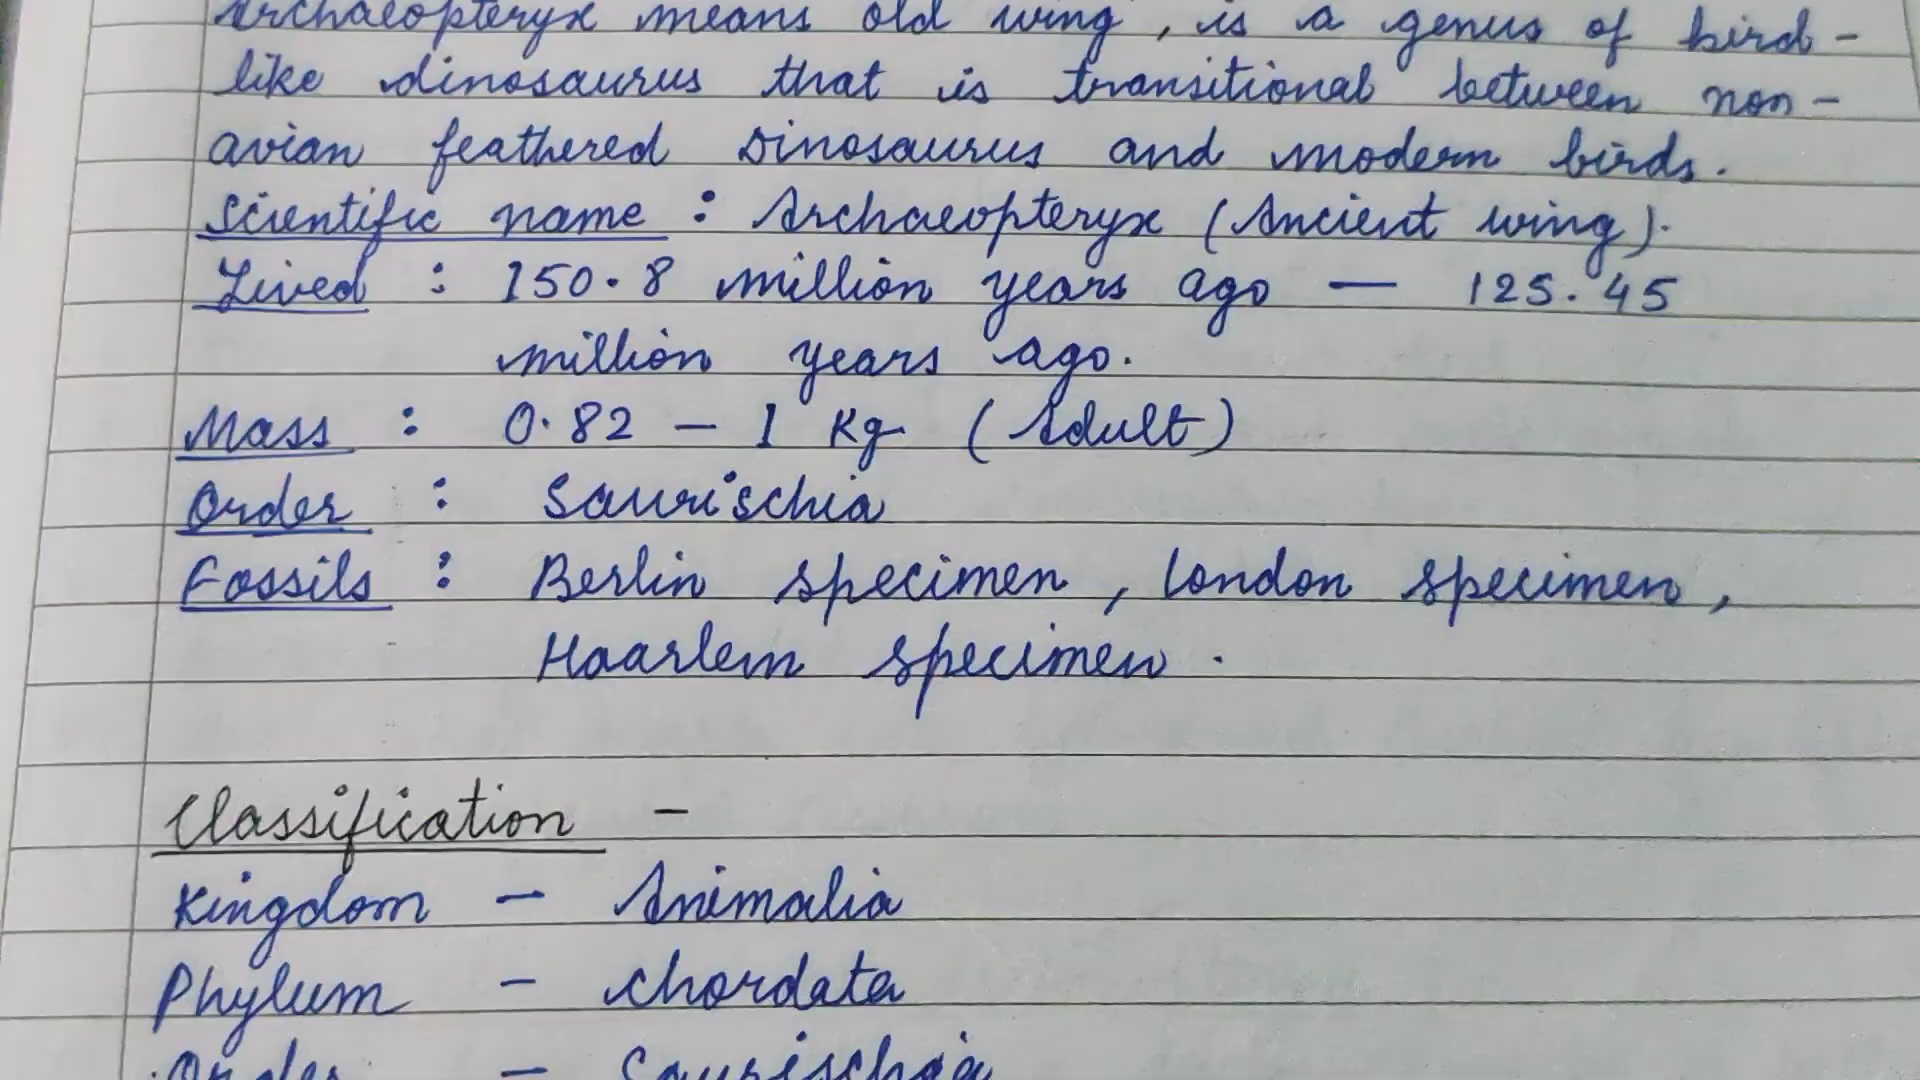 Archaeopteryx means old wing, is a genus of bird-
like dinosaurus that is transitional between non-
avian feathered Dinosaurus and modern birds.
Scientific name : Archaeopteryx (Ancient wing).
Lived : 150.8 million years ago — 125.45
million years ago.
Mass : 0.82 – 1 Kg (Adult)
Order : Saurischia
Fossils : Berlin specimen, London specimen,
Haarlem specimen.
Classification -
Kingdom - Animalia
Phylum - Chordata
Order - Saurischia